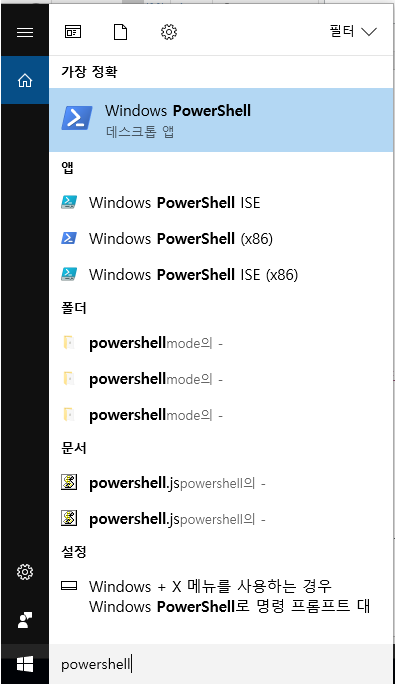 필터
가장 정확
Windows PowerShell
데스크톱 앱
앱
Windows PowerShell ISE
Windows PowerShell (x86)
Windows PowerShell ISE (x86)
폴더
powershellmode의 -
powershellmode의 -
powershellmode의 -
문서
powershell.jspowershell의 -
powershell.jspowershell의 -
설정
Windows + X 메뉴를 사용하는 경우
Windows PowerShell로 명령 프롬프트 대
powershell